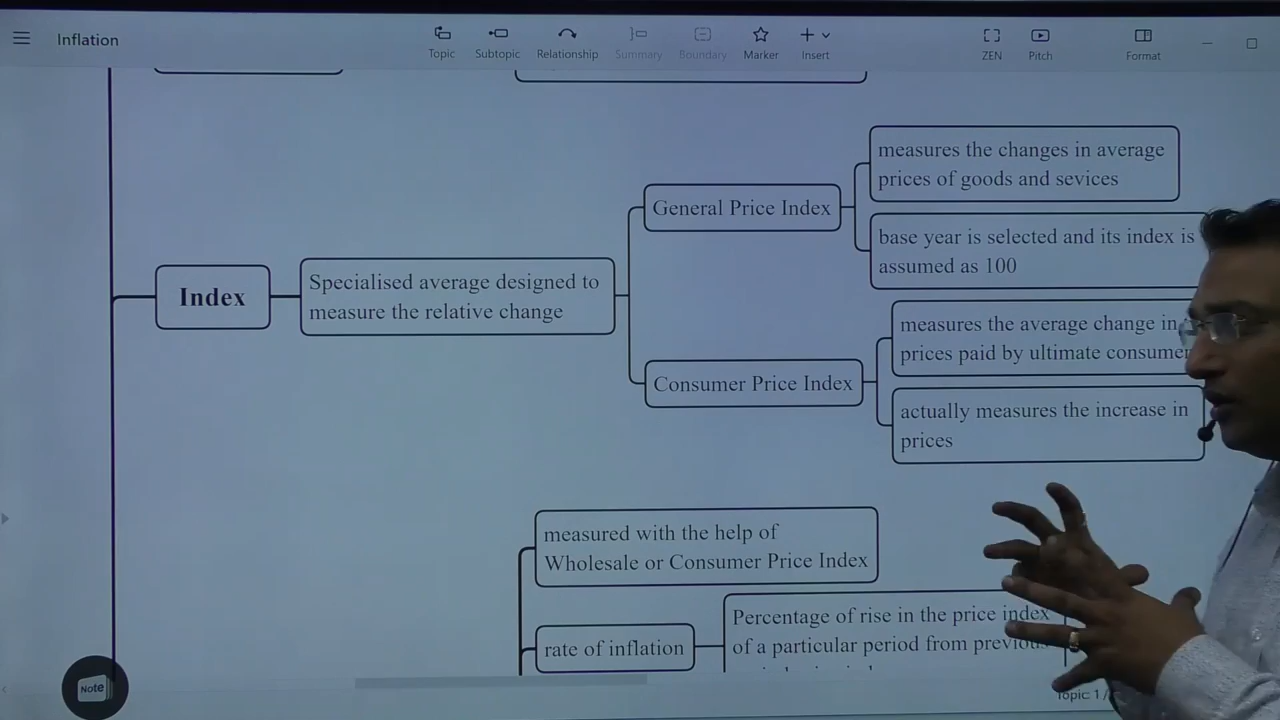 Inflation
Topic
Subtopic
Relationship
Summary
Boundary
Marker
Insert
ZEN
Pitch
Format
measures the changes in average
prices of goods and sevices
General Price Index
base year is selected and its index is
assumed as 100
Index
Specialised average designed to
measure the relative change
measures the average change in
prices paid by ultimate consumer
Consumer Price Index
actually measures the increase in
prices
measured with the help of
Wholesale or Consumer Price Index
rate of inflation
Percentage of rise in the price index
of a particular period from previous
Note
Topic: 1 /